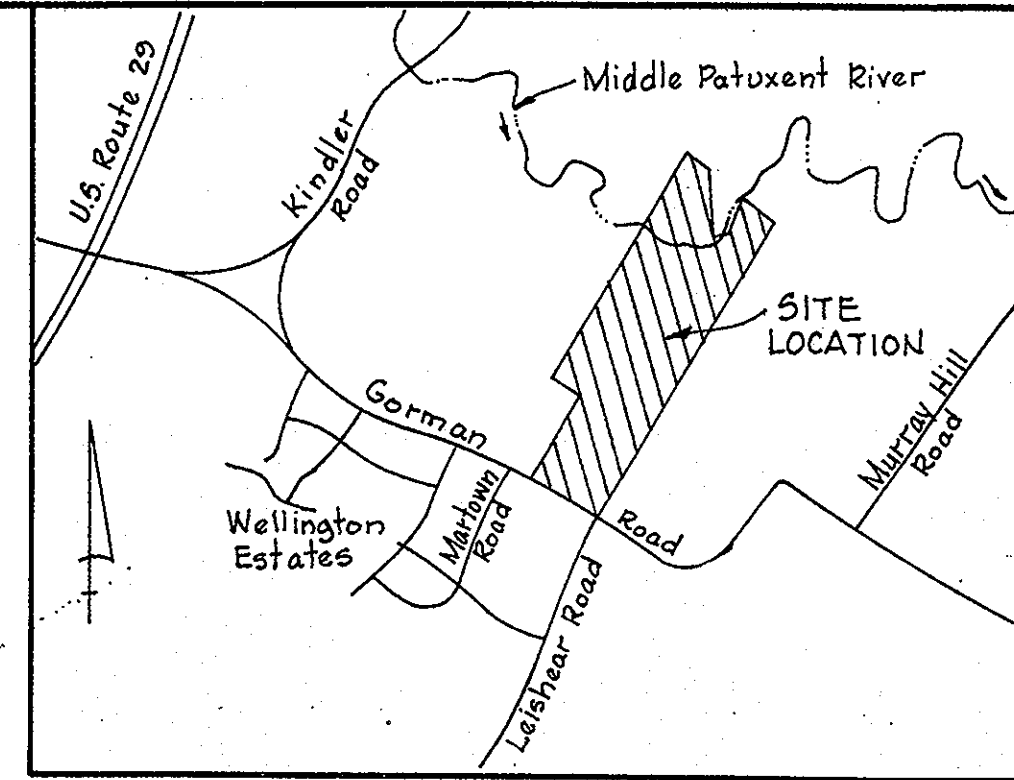 U.S. Route 29
Kindler
Road
Middle Patuxent River
SITE
LOCATION
Murray Hill
Road
Gorman
Road
Martown
Road
Wellington
Estates
Leishear Road